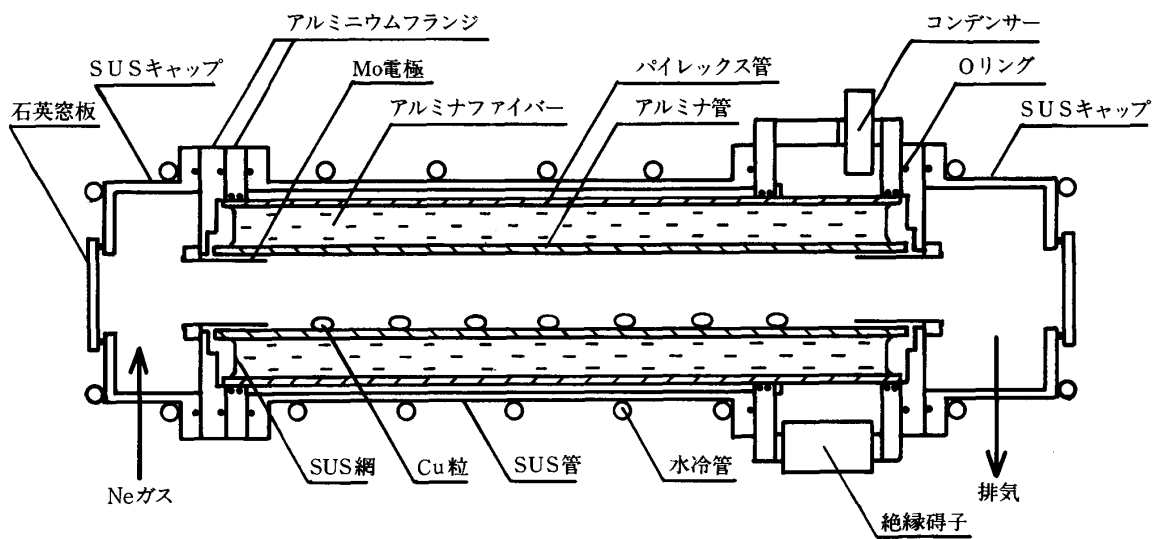 アルミニウムフランジ
コンデンサー
SUSキャップ
Mo電極
パイレックス管
Oリング
石英窓板
アルミナファイバー
アルミナ管
SUSキャップ
Neガス
SUS網
Cu粒
SUS管
水冷管
排気
絶縁碍子